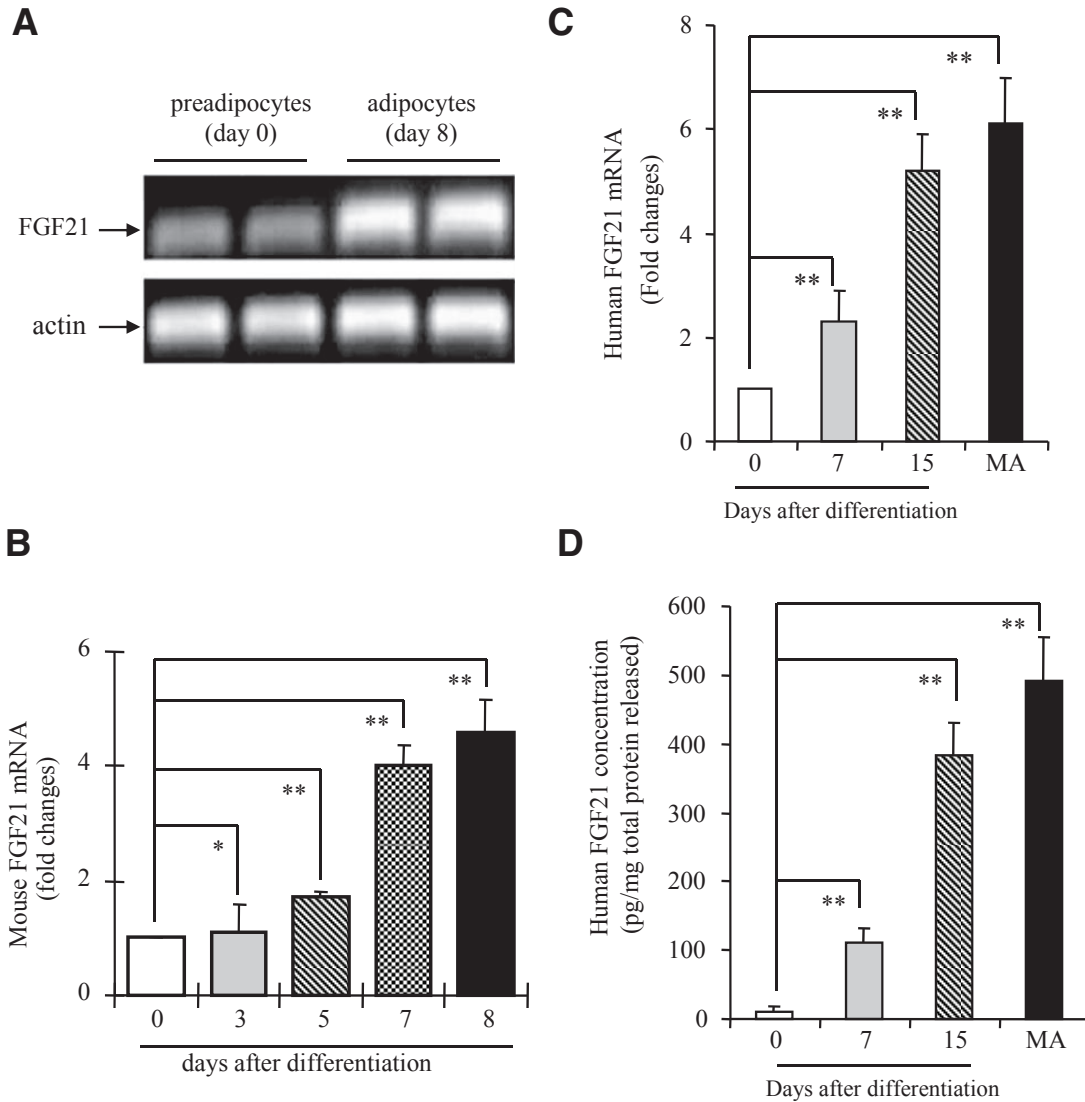 A
preadipocytes
(day 0)
adipocytes
(day 8)
FGF21
actin
B
Mouse FGF21 mRNA
(fold changes)
6
4
2
0
*
**
**
**
0 3 5 7 8
days after differentiation
C
Human FGF21 mRNA
(Fold changes)
8
6
4
2
0
**
**
**
0 7 15 MA
Days after differentiation
D
Human FGF21 concentration
(pg/mg total protein released)
600
500
400
300
200
100
0
**
**
**
0 7 15 MA
Days after differentiation